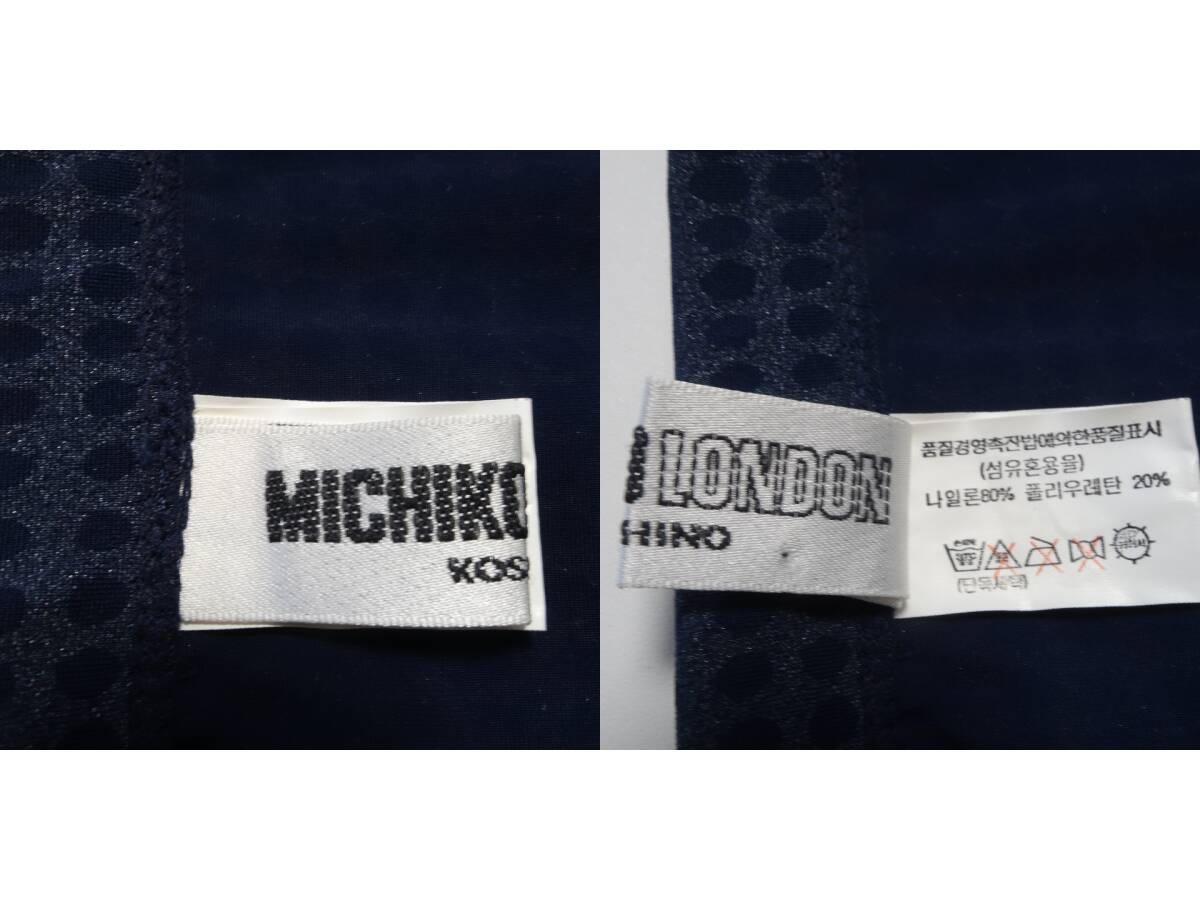 MICHIKO
KOS
LONDON
HINO
품질경영촉진법에의한품질표시
(섬유혼용율)
나일론80% 폴리우레탄 20%
(단독세탁)